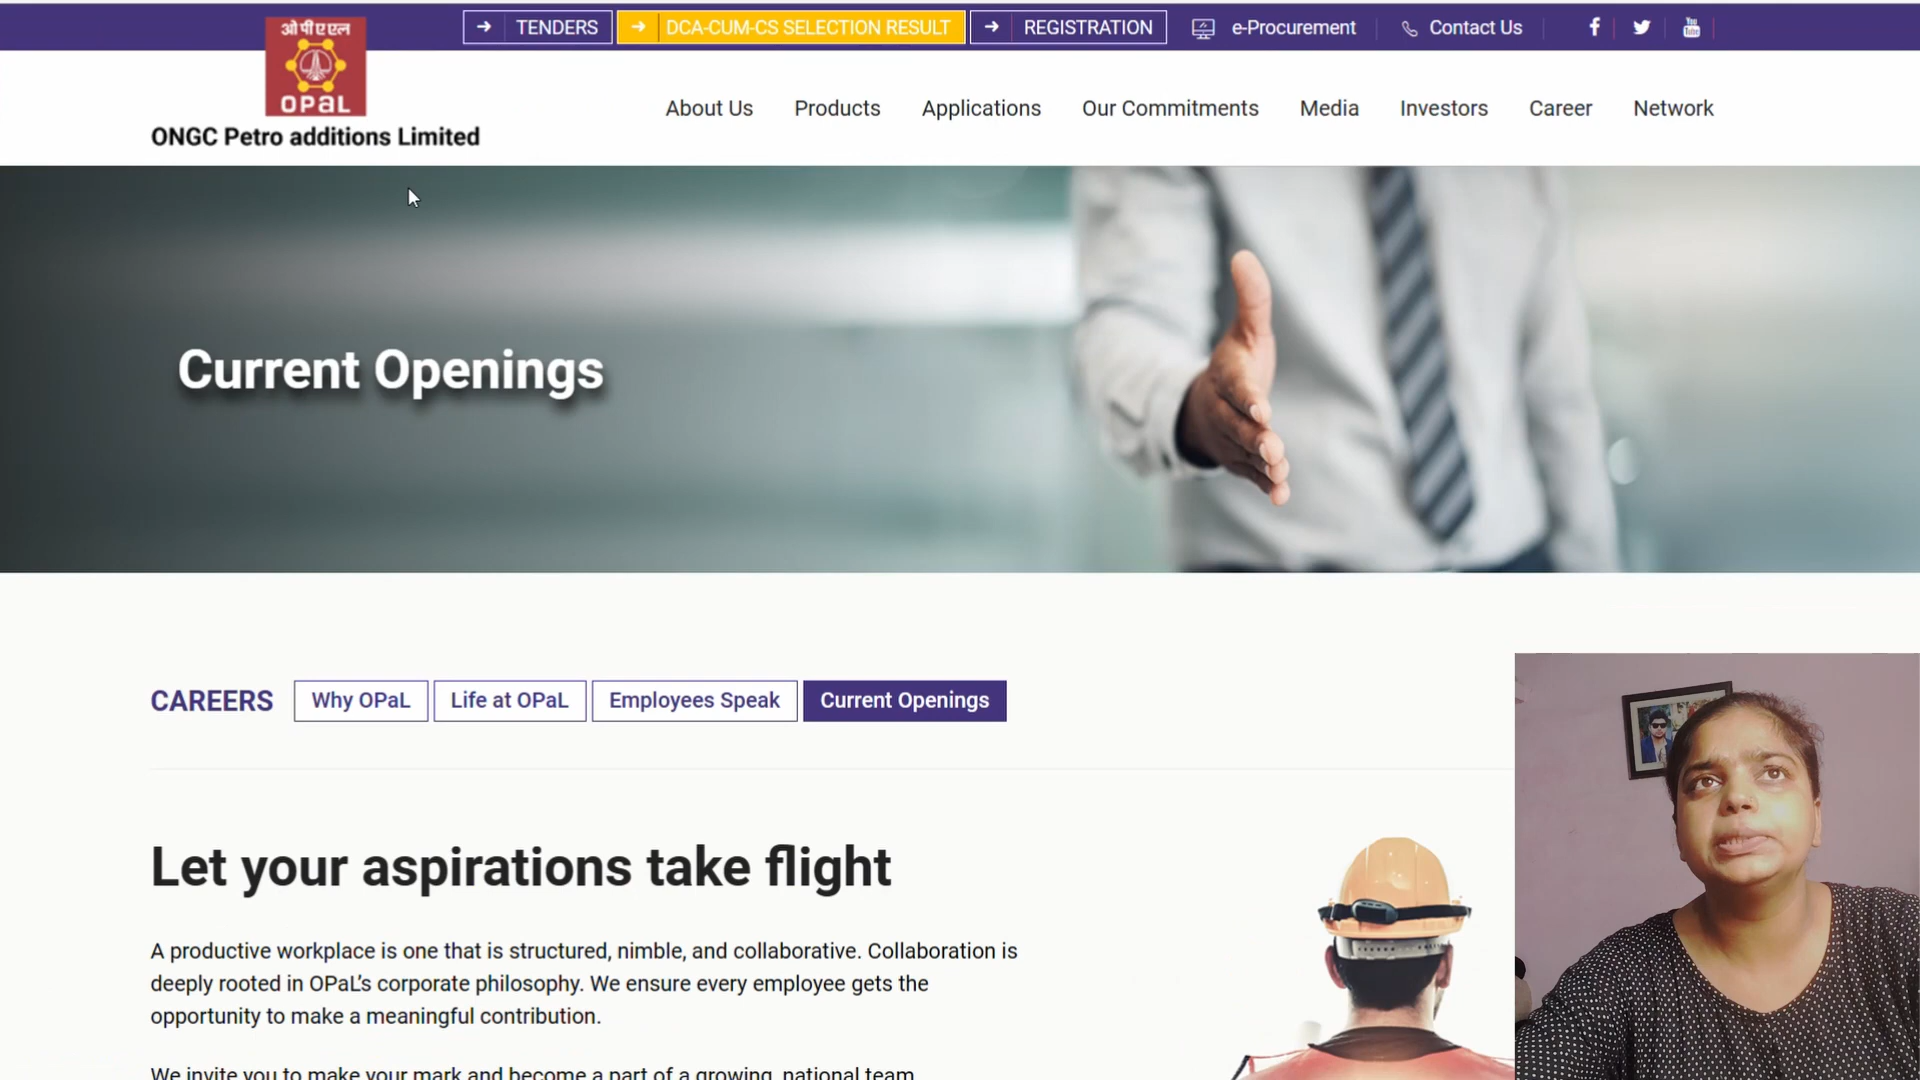 ओपीएएल
OPaL
ONGC Petro additions Limited
TENDERS
DCA-CUM-CS SELECTION RESULT
REGISTRATION
e-Procurement
Contact Us
You
Tube
About Us
Products
Applications
Our Commitments
Media
Investors
Career
Network
Current Openings
CAREERS
Why OPaL
Life at OPaL
Employees Speak
Current Openings
Let your aspirations take flight
A productive workplace is one that is structured, nimble, and collaborative. Collaboration is
deeply rooted in OPaL’s corporate philosophy. We ensure every employee gets the
opportunity to make a meaningful contribution.
We invite you to make your mark and become a part of a growing, national team